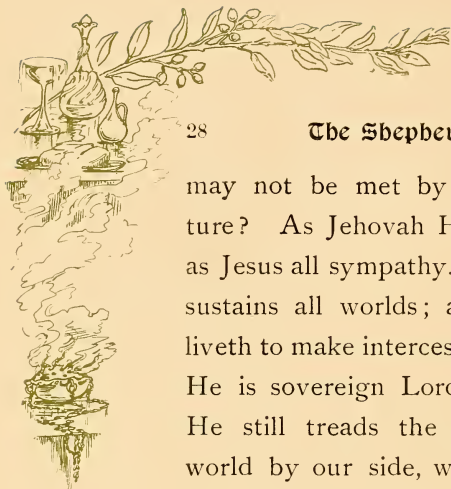 28 The
may not be met by
ture? As Jehovah H
as Jesus all sympathy.
sustains all worlds; a
liveth to make interces
He is sovereign Lord
He still treads the
world by our side, w